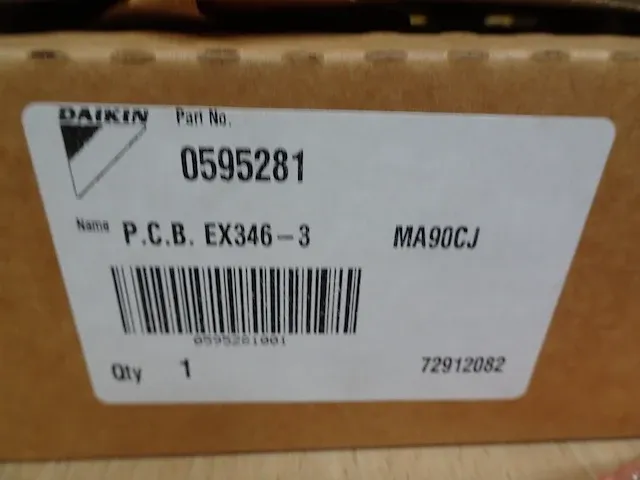 DAIKIN
Part No.
0595281
Name P.C.B. EX346-3 MA90CJ
0595281001
Qty 1 72912082